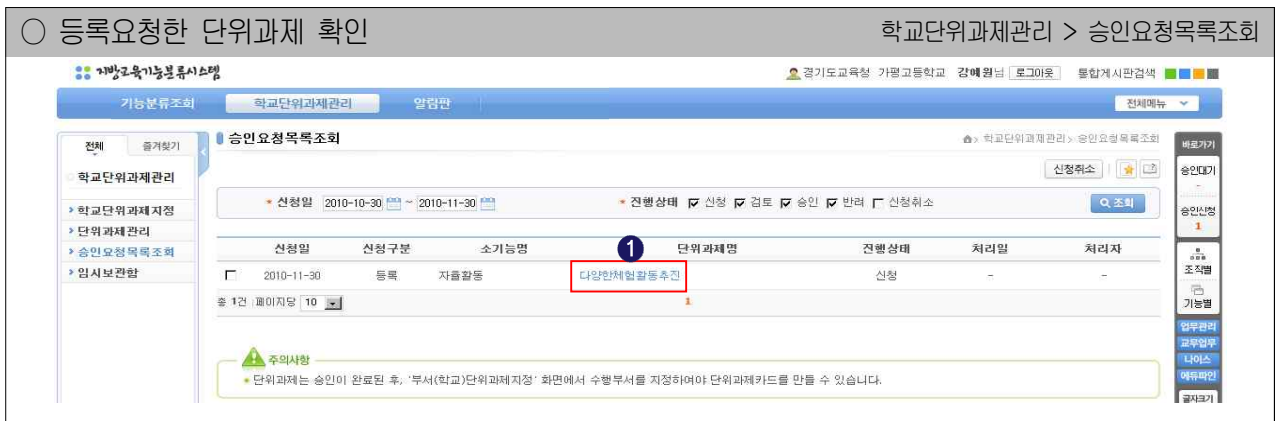 ○ 등록요청한 단위과제 확인 학교단위과제관리 > 승인요청목록조회
지방교육기능분류시스템 경기도교육청 가평고등학교 강예원님 로그아웃 통합게시판검색
기능분류조회 학교단위과제관리 알림판 전체메뉴
전체 즐겨찾기
승인요청목록조회 > 학교단위과제관리 > 승인요청목록조회
바로가기
학교단위과제관리
신청취소
승인대기
-
* 신청일 2010-10-30 ~ 2010-11-30 * 진행상태 신청 검토 승인 반려 신청취소 조회
> 학교단위과제지정
> 단위과제관리
> 승인요청목록조회
> 임시보관함
승인신청
1
신청일 신청구분 소기능명 1 단위과제명 진행상태 처리일 처리자
2010-11-30 등록 자율활동 다양한체험활동추진 신청 - -
총 1건 페이지당 10 1
조직별
기능별
업무관리
교무업무
나이스
에듀파인
글자크기
주의사항
단위과제는 승인이 완료된 후, '부서(학교)단위과제지정' 화면에서 수행부서를 지정하여야 단위과제카드를 만들 수 있습니다.